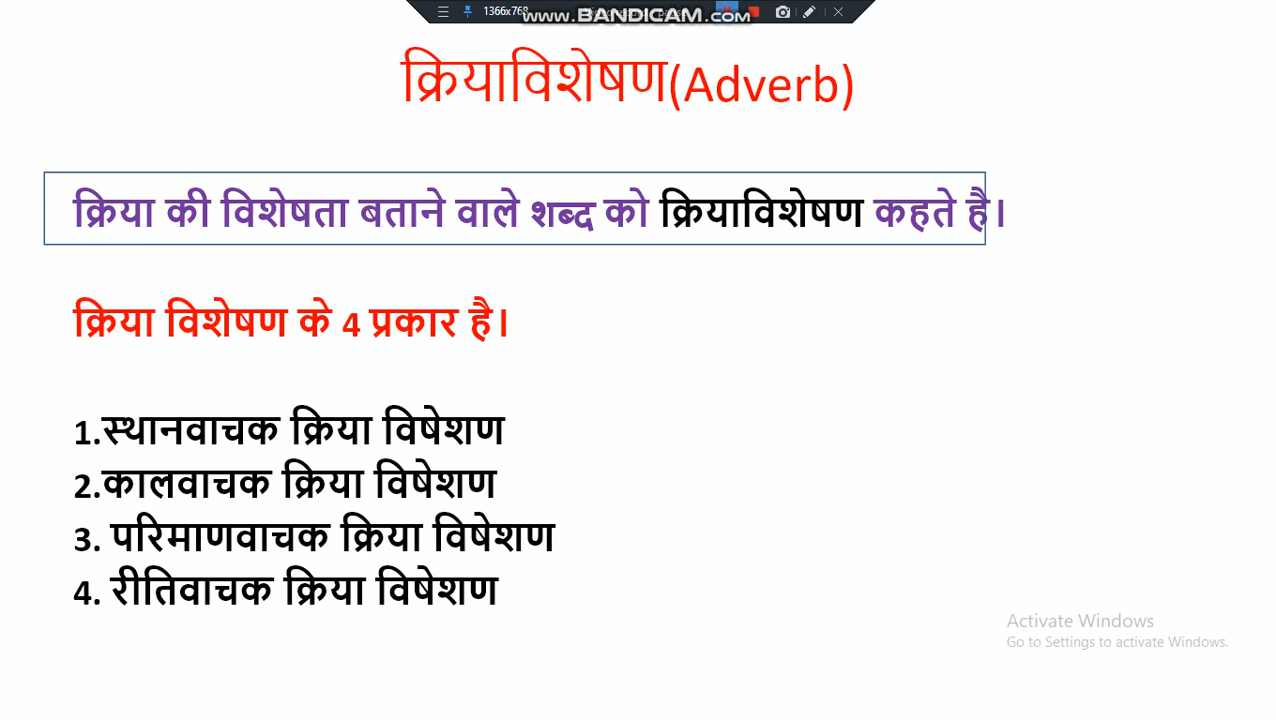 1366x768
www.BANDICAM.com
क्रियाविशेषण(Adverb)
क्रिया की विशेषता बताने वाले शब्द को क्रियाविशेषण कहते है।
क्रिया विशेषण के 4 प्रकार है।
1.स्थानवाचक क्रिया विषेशण
2.कालवाचक क्रिया विषेशण
3. परिमाणवाचक क्रिया विषेशण
4. रीतिवाचक क्रिया विषेशण
Activate Windows
Go to Settings to activate Windows.